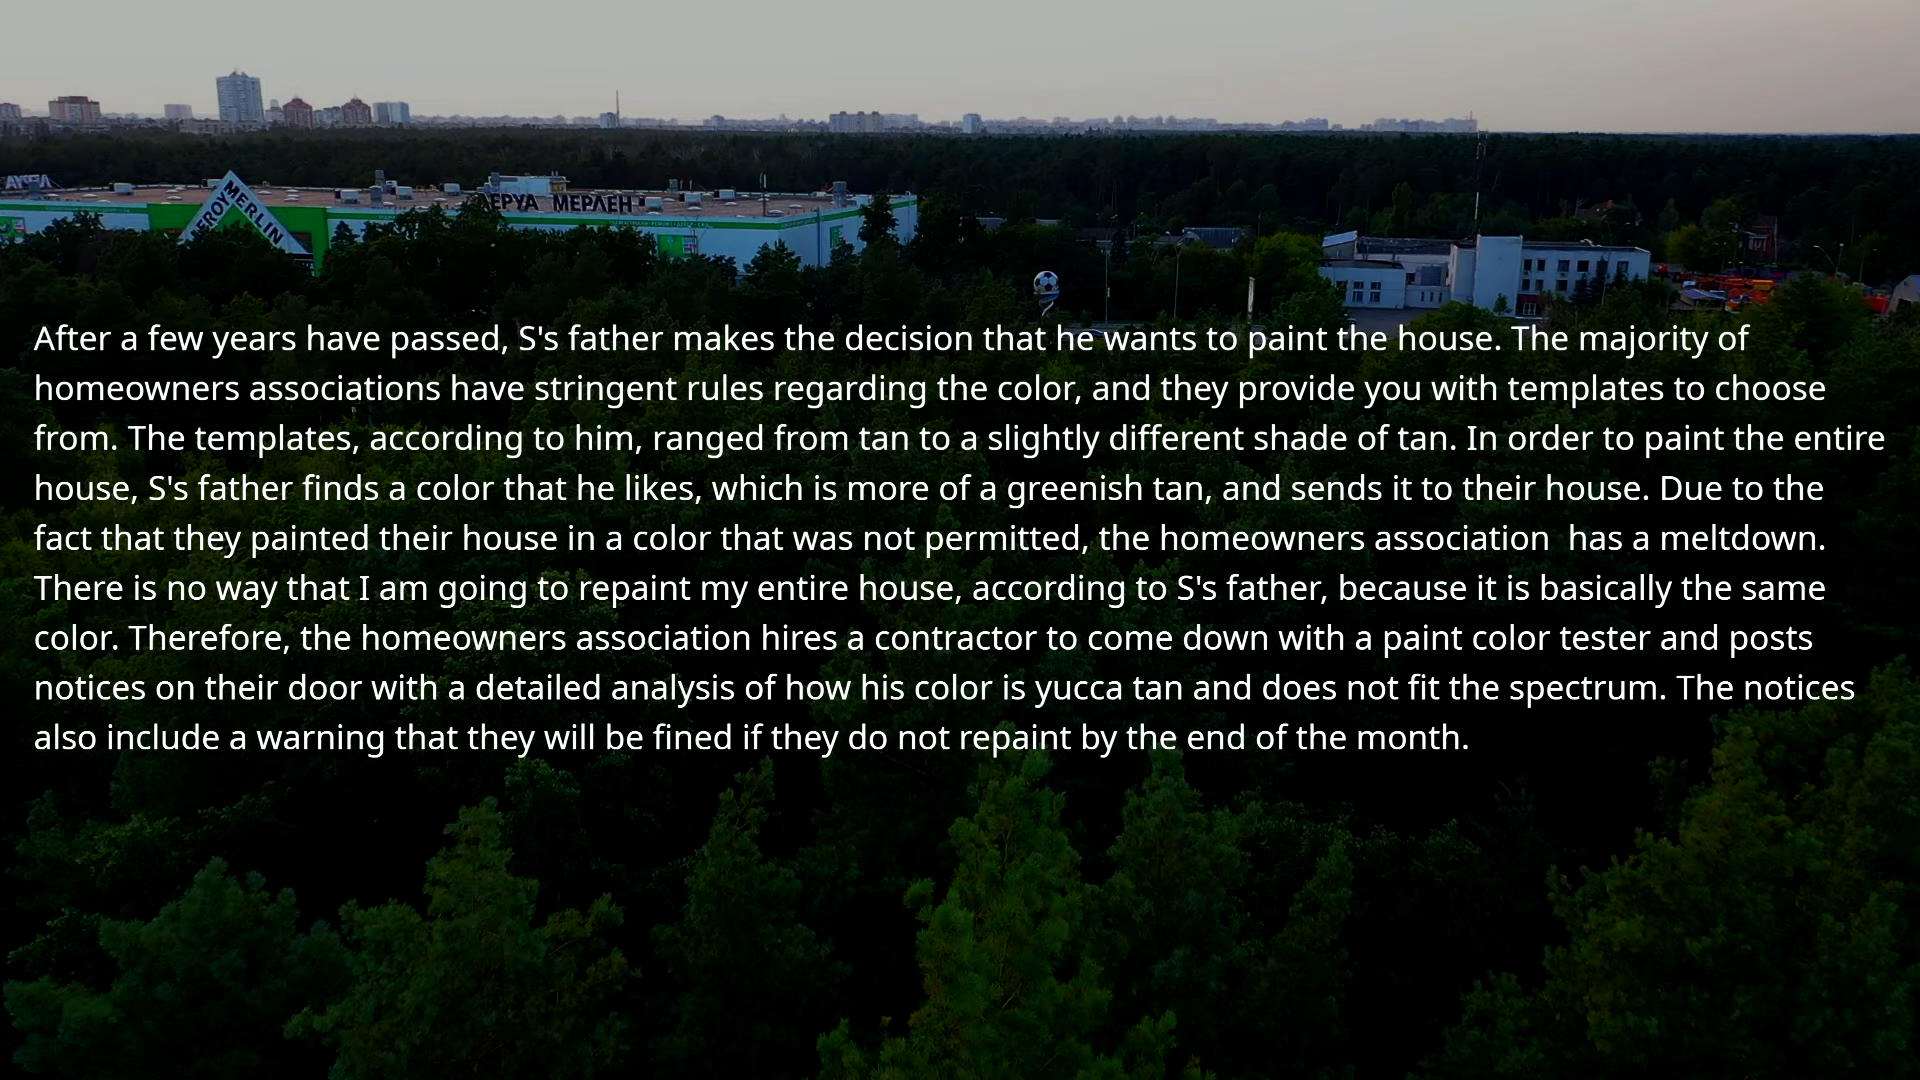 LEROY
MERLIN
ЛЕРУА МЕРЛЕН
After a few years have passed, S's father makes the decision that he wants to paint the house. The majority of
homeowners associations have stringent rules regarding the color, and they provide you with templates to choose
from. The templates, according to him, ranged from tan to a slightly different shade of tan. In order to paint the entire
house, S's father finds a color that he likes, which is more of a greenish tan, and sends it to their house. Due to the
fact that they painted their house in a color that was not permitted, the homeowners association  has a meltdown.
There is no way that I am going to repaint my entire house, according to S's father, because it is basically the same
color. Therefore, the homeowners association hires a contractor to come down with a paint color tester and posts
notices on their door with a detailed analysis of how his color is yucca tan and does not fit the spectrum. The notices
also include a warning that they will be fined if they do not repaint by the end of the month.